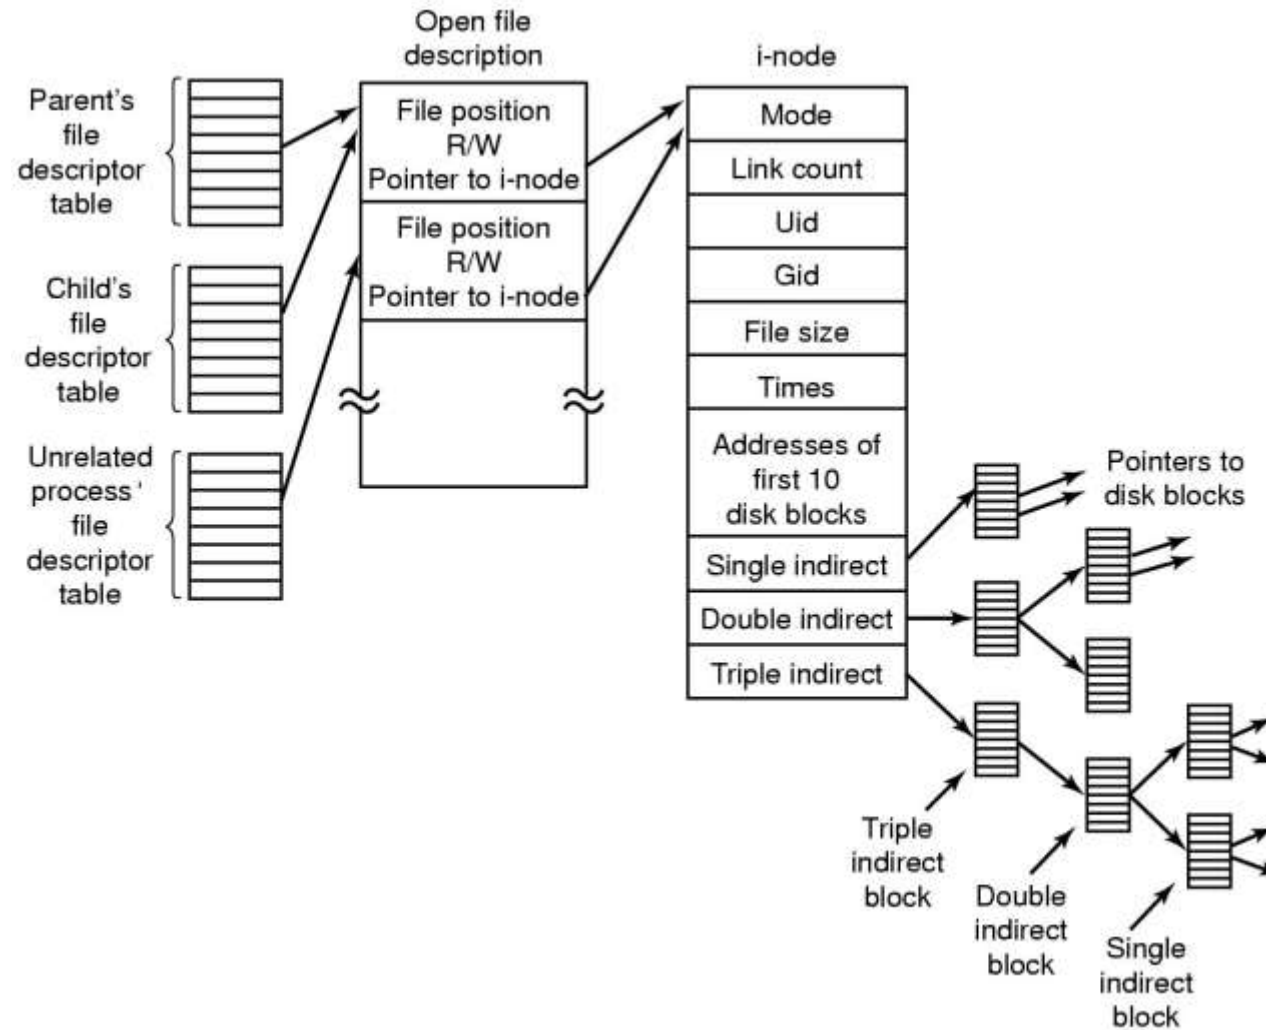 Open file
description
i-node
Parent's
file
descriptor
table
File position
R/W
Pointer to i-node
File position
R/W
Pointer to i-node
Child's
file
descriptor
table
Unrelated
process'
file
descriptor
table
Mode
Link count
Uid
Gid
File size
Times
Addresses of
first 10
disk blocks
Single indirect
Double indirect
Triple indirect
Pointers to
disk blocks
Triple
indirect
block
Double
indirect
block
Single
indirect
block